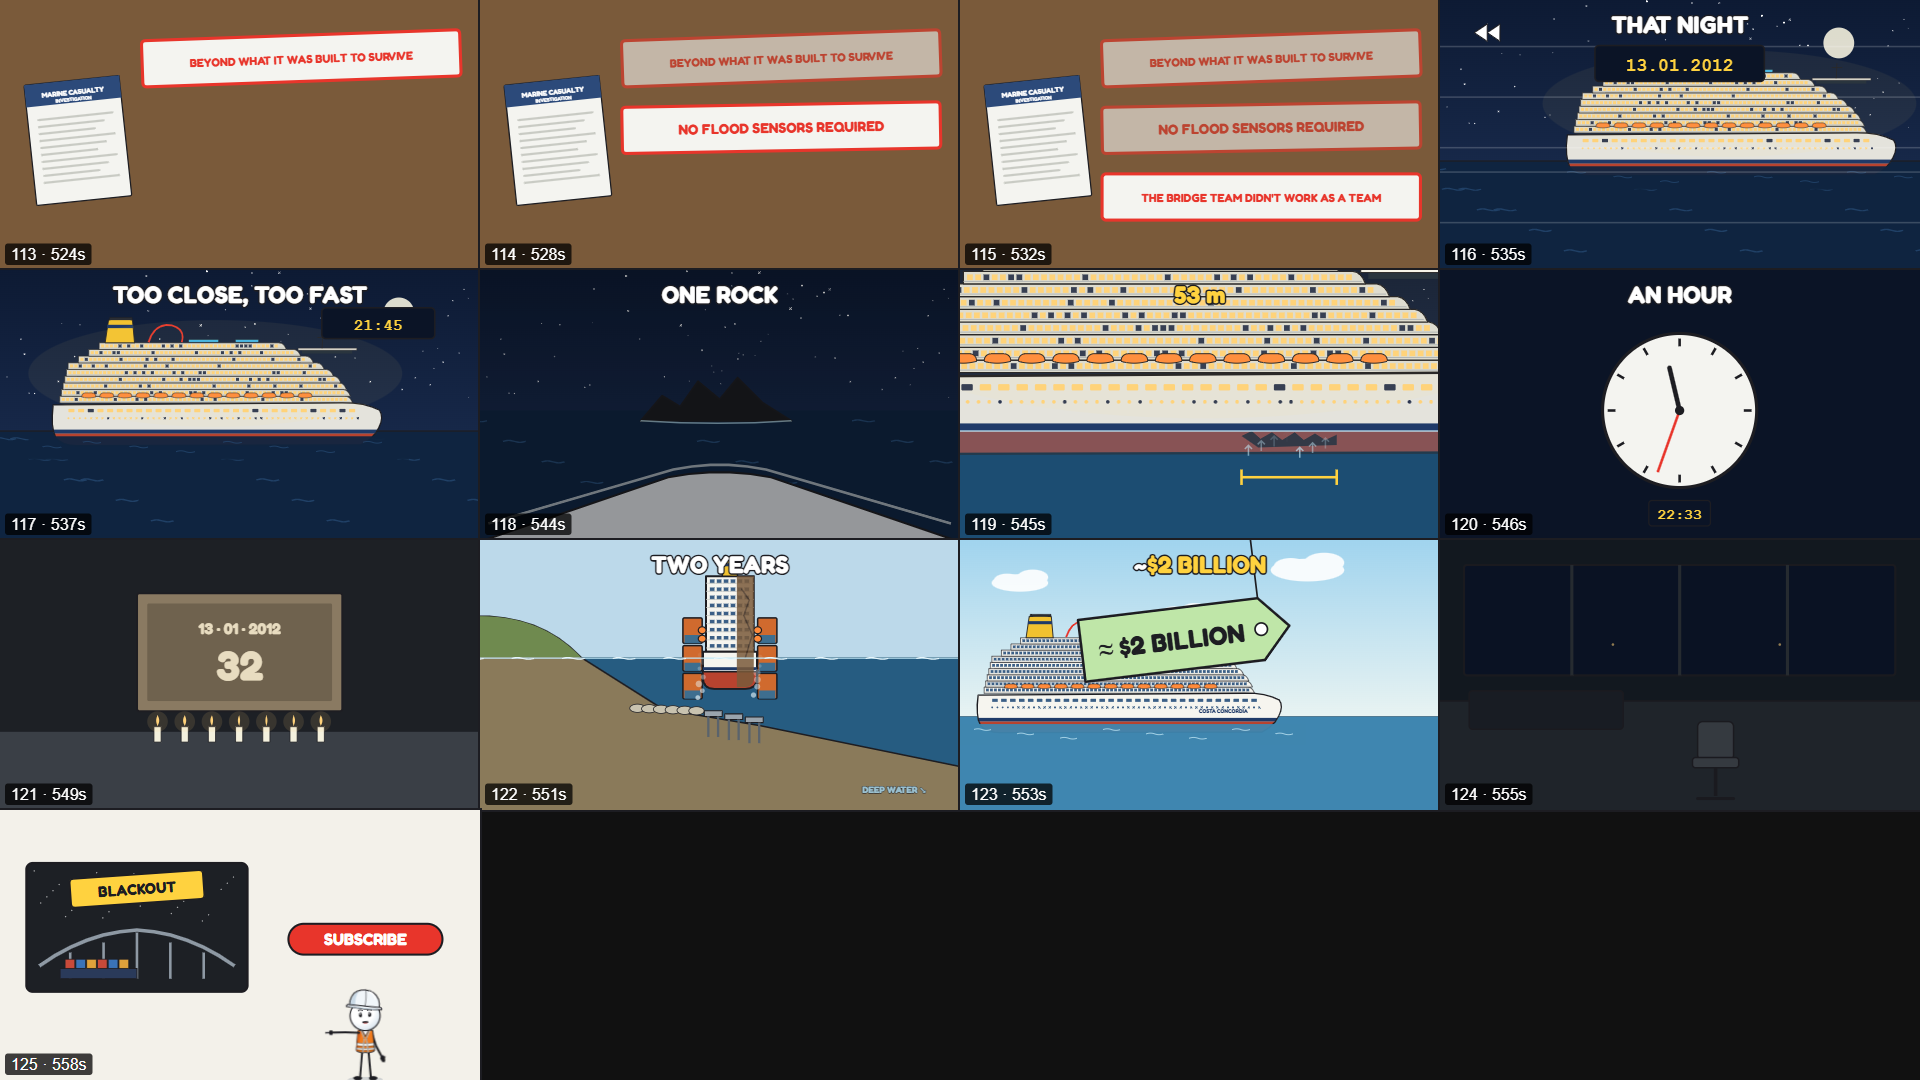 BEYOND WHAT IT WAS BUILT TO SURVIVE
MARINE CASUALTY
INVESTIGATION
113 · 524s
BEYOND WHAT IT WAS BUILT TO SURVIVE
MARINE CASUALTY
INVESTIGATION
NO FLOOD SENSORS REQUIRED
114 · 528s
BEYOND WHAT IT WAS BUILT TO SURVIVE
MARINE CASUALTY
INVESTIGATION
NO FLOOD SENSORS REQUIRED
THE BRIDGE TEAM DIDN'T WORK AS A TEAM
115 · 532s
THAT NIGHT
13.01.2012
116 · 535s
TOO CLOSE, TOO FAST
21:45
117 · 537s
ONE ROCK
118 · 544s
53 m
119 · 545s
AN HOUR
22:33
120 · 546s
13 · 01 · 2012
32
121 · 549s
TWO YEARS
DEEP WATER
122 · 551s
~$2 BILLION
≈ $2 BILLION
COSTA CONCORDIA
123 · 553s
124 · 555s
BLACKOUT
SUBSCRIBE
125 · 558s